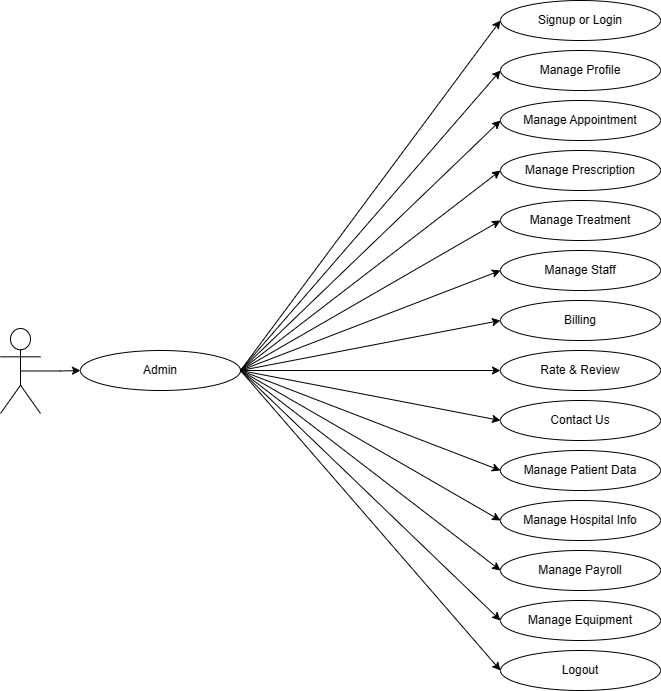 Signup or Login
Manage Profile
Manage Appointment
Manage Prescription
Manage Treatment
Manage Staff
Billing
Admin
Rate & Review
Contact Us
Manage Patient Data
Manage Hospital Info
Manage Payroll
Manage Equipment
Logout